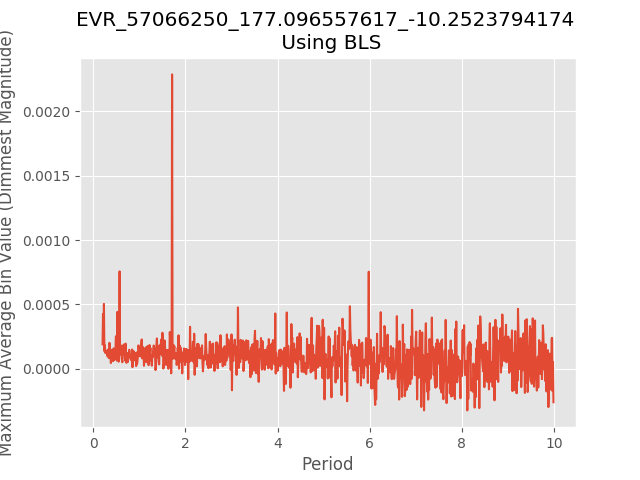 EVR_57066250_177.096557617_-10.2523794174
Using BLS
Maximum Average Bin Value (Dimmest Magnitude)
0.0020
0.0015
0.0010
0.0005
0.0000
0
2
4
6
8
10
Period